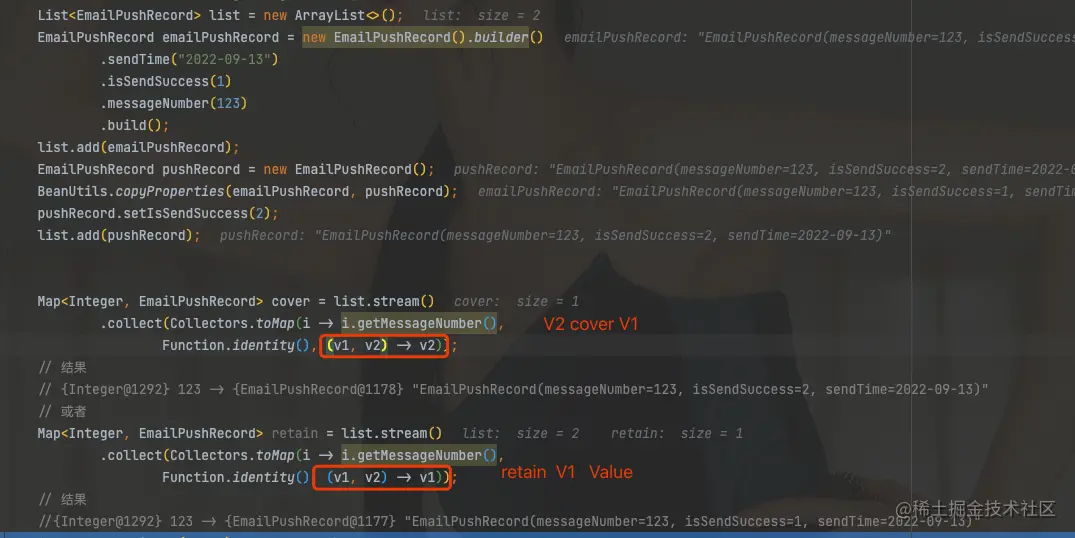 List<EmailPushRecord> list = new ArrayList<>();   list:  size = 2
EmailPushRecord emailPushRecord = new EmailPushRecord().builder()   emailPushRecord: "EmailPushRecord(messageNumber=123, isSendSuccess
.sendTime("2022-09-13")
.isSendSuccess(1)
.messageNumber(123)
.build();
list.add(emailPushRecord);
EmailPushRecord pushRecord = new EmailPushRecord();   pushRecord: "EmailPushRecord(messageNumber=123, isSendSuccess=2, sendTime=2022-0
BeanUtils.copyProperties(emailPushRecord, pushRecord);   emailPushRecord: "EmailPushRecord(messageNumber=123, isSendSuccess=1, sendTim
pushRecord.setIsSendSuccess(2);
list.add(pushRecord);   pushRecord: "EmailPushRecord(messageNumber=123, isSendSuccess=2, sendTime=2022-09-13)"
Map<Integer, EmailPushRecord> cover = list.stream()   cover:  size = 1
.collect(Collectors.toMap(i -> i.getMessageNumber(),   V2 cover V1
Function.identity(), (v1, v2) -> v2));
// 结果
// {Integer@1292} 123 -> {EmailPushRecord@1178} "EmailPushRecord(messageNumber=123, isSendSuccess=2, sendTime=2022-09-13)"
// 或者
Map<Integer, EmailPushRecord> retain = list.stream()   list:  size = 2   retain:  size = 1
.collect(Collectors.toMap(i -> i.getMessageNumber(),
Function.identity() (v1, v2) -> v1));   retain  V1   Value
// 结果
//{Integer@1292} 123 -> {EmailPushRecord@1177} "EmailPushRecord(messageNumber=123, isSendSuccess=1, sendTime=2022-09-13)"
@稀土掘金技术社区